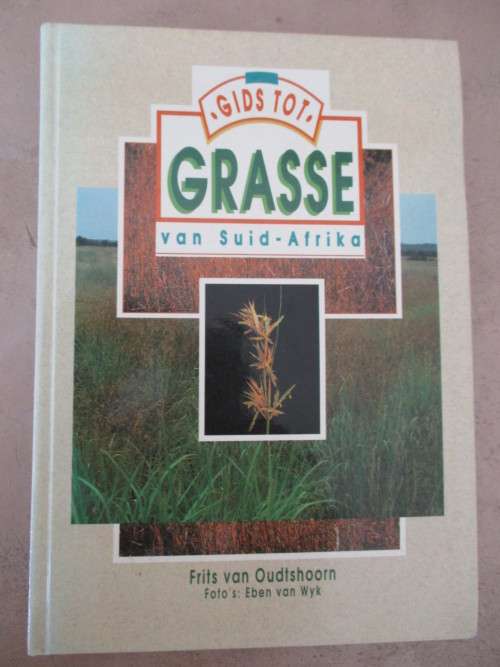 GIDS TOT
GRASSE
van Suid-Afrika
Frits van Oudtshoorn
Foto's: Eben van Wyk